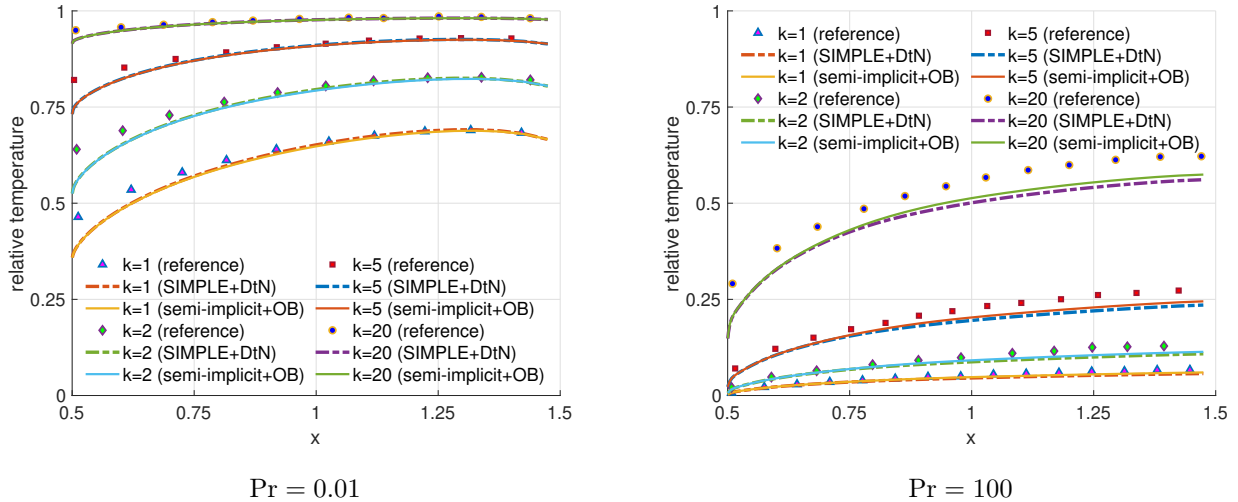 relative temperature
1
0.75
0.5
0.25
0
k=1 (reference)
k=1 (SIMPLE+DtN)
k=1 (semi-implicit+OB)
k=2 (reference)
k=2 (SIMPLE+DtN)
k=2 (semi-implicit+OB)
k=5 (reference)
k=5 (SIMPLE+DtN)
k=5 (semi-implicit+OB)
k=20 (reference)
k=20 (SIMPLE+DtN)
k=20 (semi-implicit+OB)
0.5 0.75 1 1.25 1.5
x
Pr = 0.01
relative temperature
1
0.75
0.5
0.25
0
k=1 (reference)
k=1 (SIMPLE+DtN)
k=1 (semi-implicit+OB)
k=2 (reference)
k=2 (SIMPLE+DtN)
k=2 (semi-implicit+OB)
k=5 (reference)
k=5 (SIMPLE+DtN)
k=5 (semi-implicit+OB)
k=20 (reference)
k=20 (SIMPLE+DtN)
k=20 (semi-implicit+OB)
0.5 0.75 1 1.25 1.5
x
Pr = 100